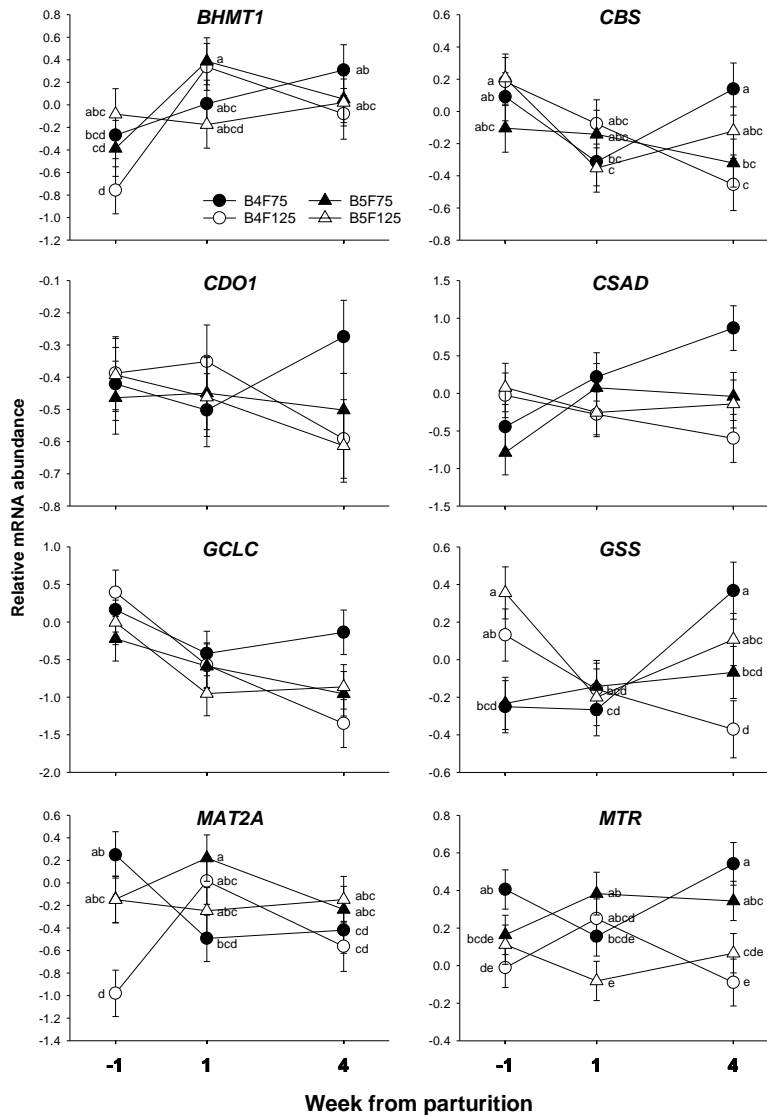 BHMT1
CBS
0.6
0.4
0.2
0.0
-0.2
-0.4
-0.6
-0.8
-1.0
-1.2
abc
bcd
cd
d
a
abc
abcd
ab
abc
B4F75
B5F75
B4F125
B5F125
0.6
0.4
0.2
0.0
-0.2
-0.4
-0.6
-0.8
a
ab
abc
abc
abc
bc
c
a
bc
c
CDO1
CSAD
-0.1
-0.2
-0.3
-0.4
-0.5
-0.6
-0.7
-0.8
1.5
1.0
0.5
0.0
-0.5
-1.0
-1.5
Relative mRNA abundance
GCLC
GSS
1.0
0.5
0.0
-0.5
-1.0
-1.5
-2.0
0.6
0.4
0.2
0.0
-0.2
-0.4
-0.6
a
ab
bcd
bcd
cd
a
abc
bcd
d
MAT2A
MTR
0.6
0.4
0.2
0.0
-0.2
-0.4
-0.6
-0.8
-1.0
-1.2
-1.4
ab
abc
d
a
abc
abc
bcd
abc
abc
cd
cd
0.8
0.6
0.4
0.2
0.0
-0.2
-0.4
ab
bcde
de
ab
abcd
bcde
e
a
abc
cde
e
-1 1 4
-1 1 4
Week from parturition